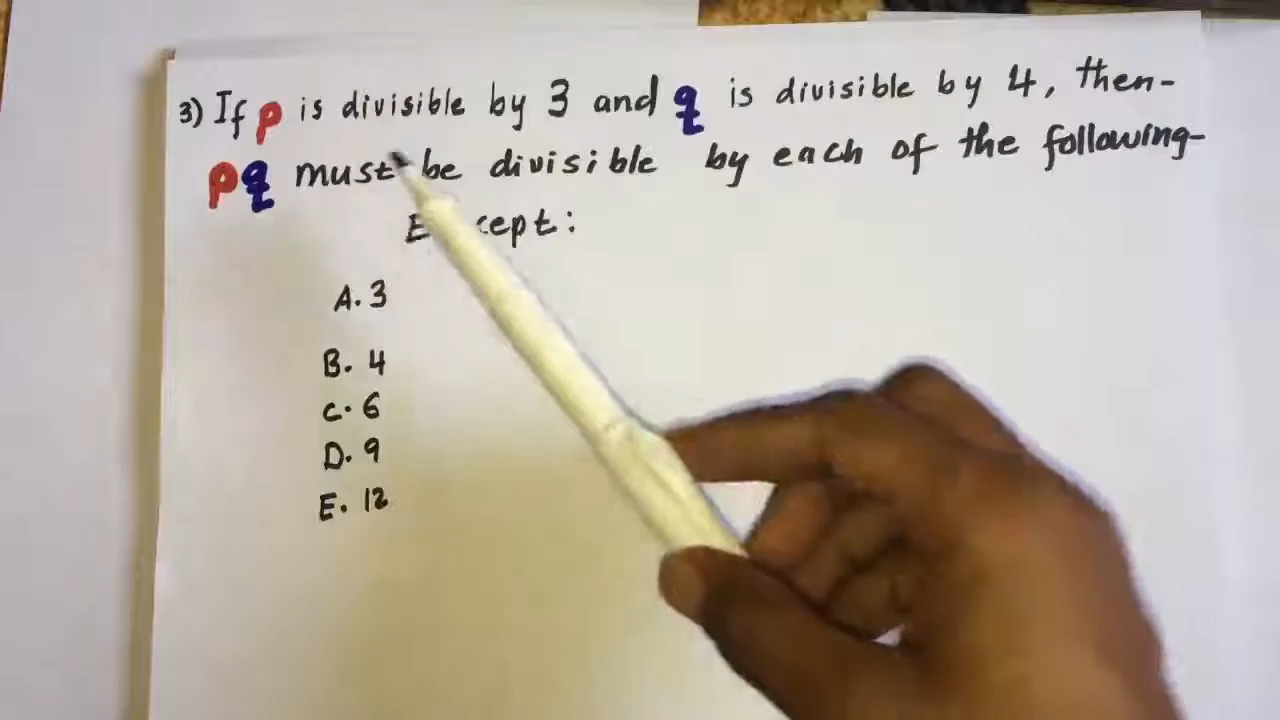 3) If p is divisible by 3 and q is divisible by 4, then-
pq must be divisible by each of the following-
:
A. 3
B. 4
C. 6
D. 9
E. 12